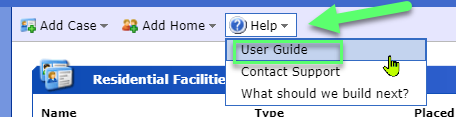 Add Case Add Home Help
User Guide
Contact Support
What should we build next?
Residential Facilities
Name Type Placed